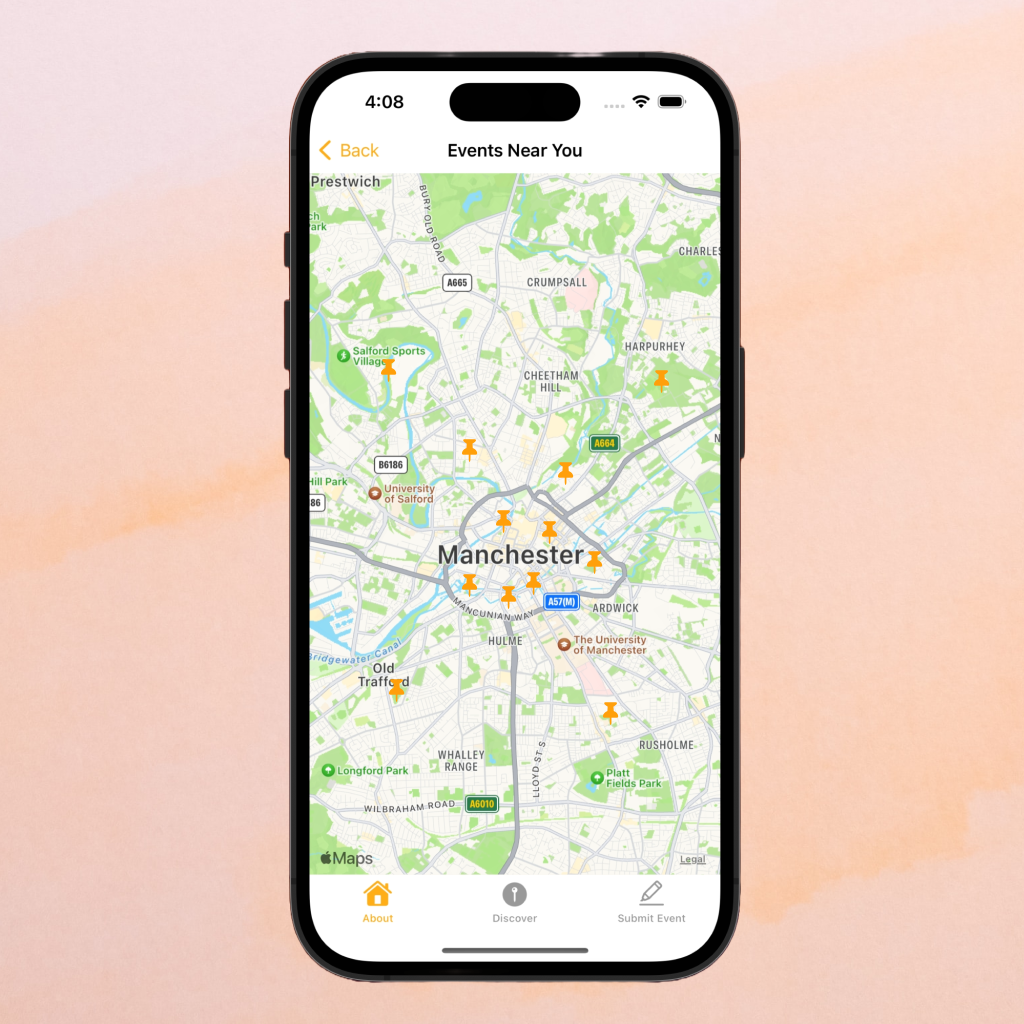 4:08
Back
Events Near You
Prestwich
BURY OLD ROAD
ch
ark
CHARLES
A665
CRUMPSALL
Salford Sports
Village
HARPURHEY
CHEETHAM
HILL
A664
N
B6186
Hill Park
University
of Salford
86
Manchester
A57(M)
MANCUNIAN WAY
ARDWICK
HULME
The University
of Manchester
Bridgewater Canal
Old
Trafford
RUSHOLME
WHALLEY
RANGE
LLOYD ST S
Longford Park
Platt
Fields Park
WILBRAHAM ROAD
A6010
Maps
Legal
About
Discover
Submit Event